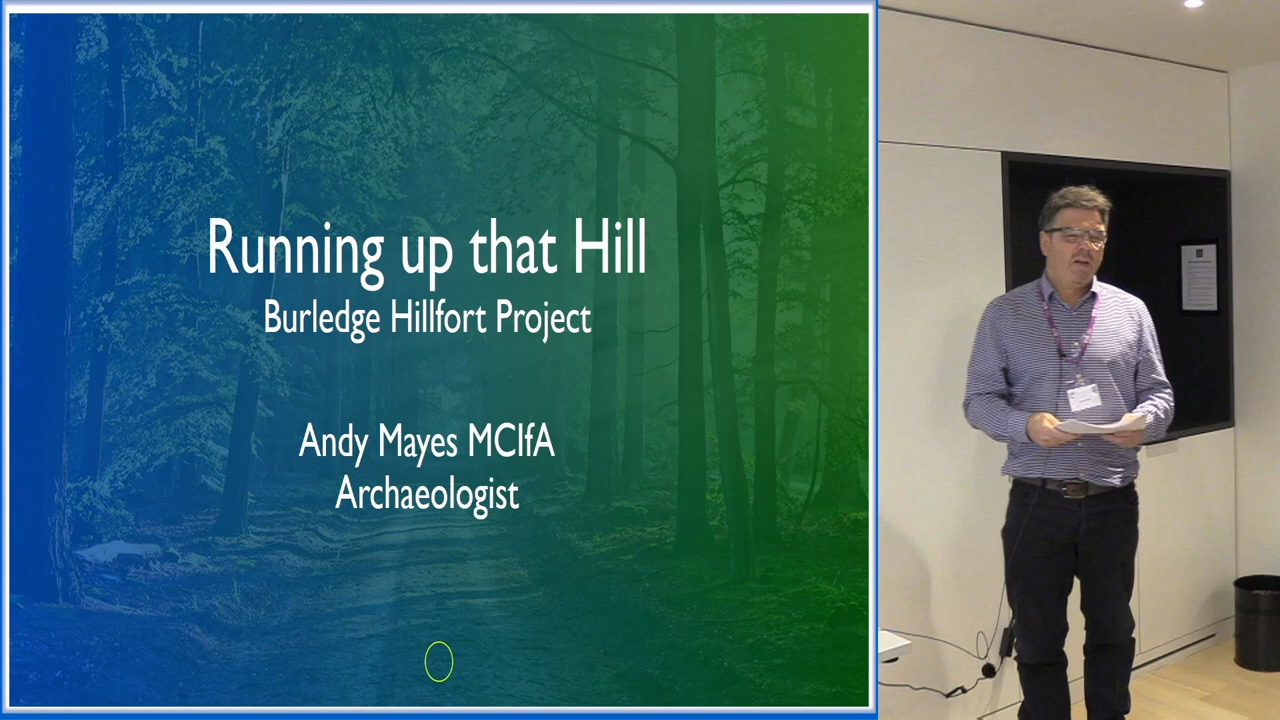 Running up that Hill
Burledge Hillfort Project
Andy Mayes MCIfA
Archaeologist